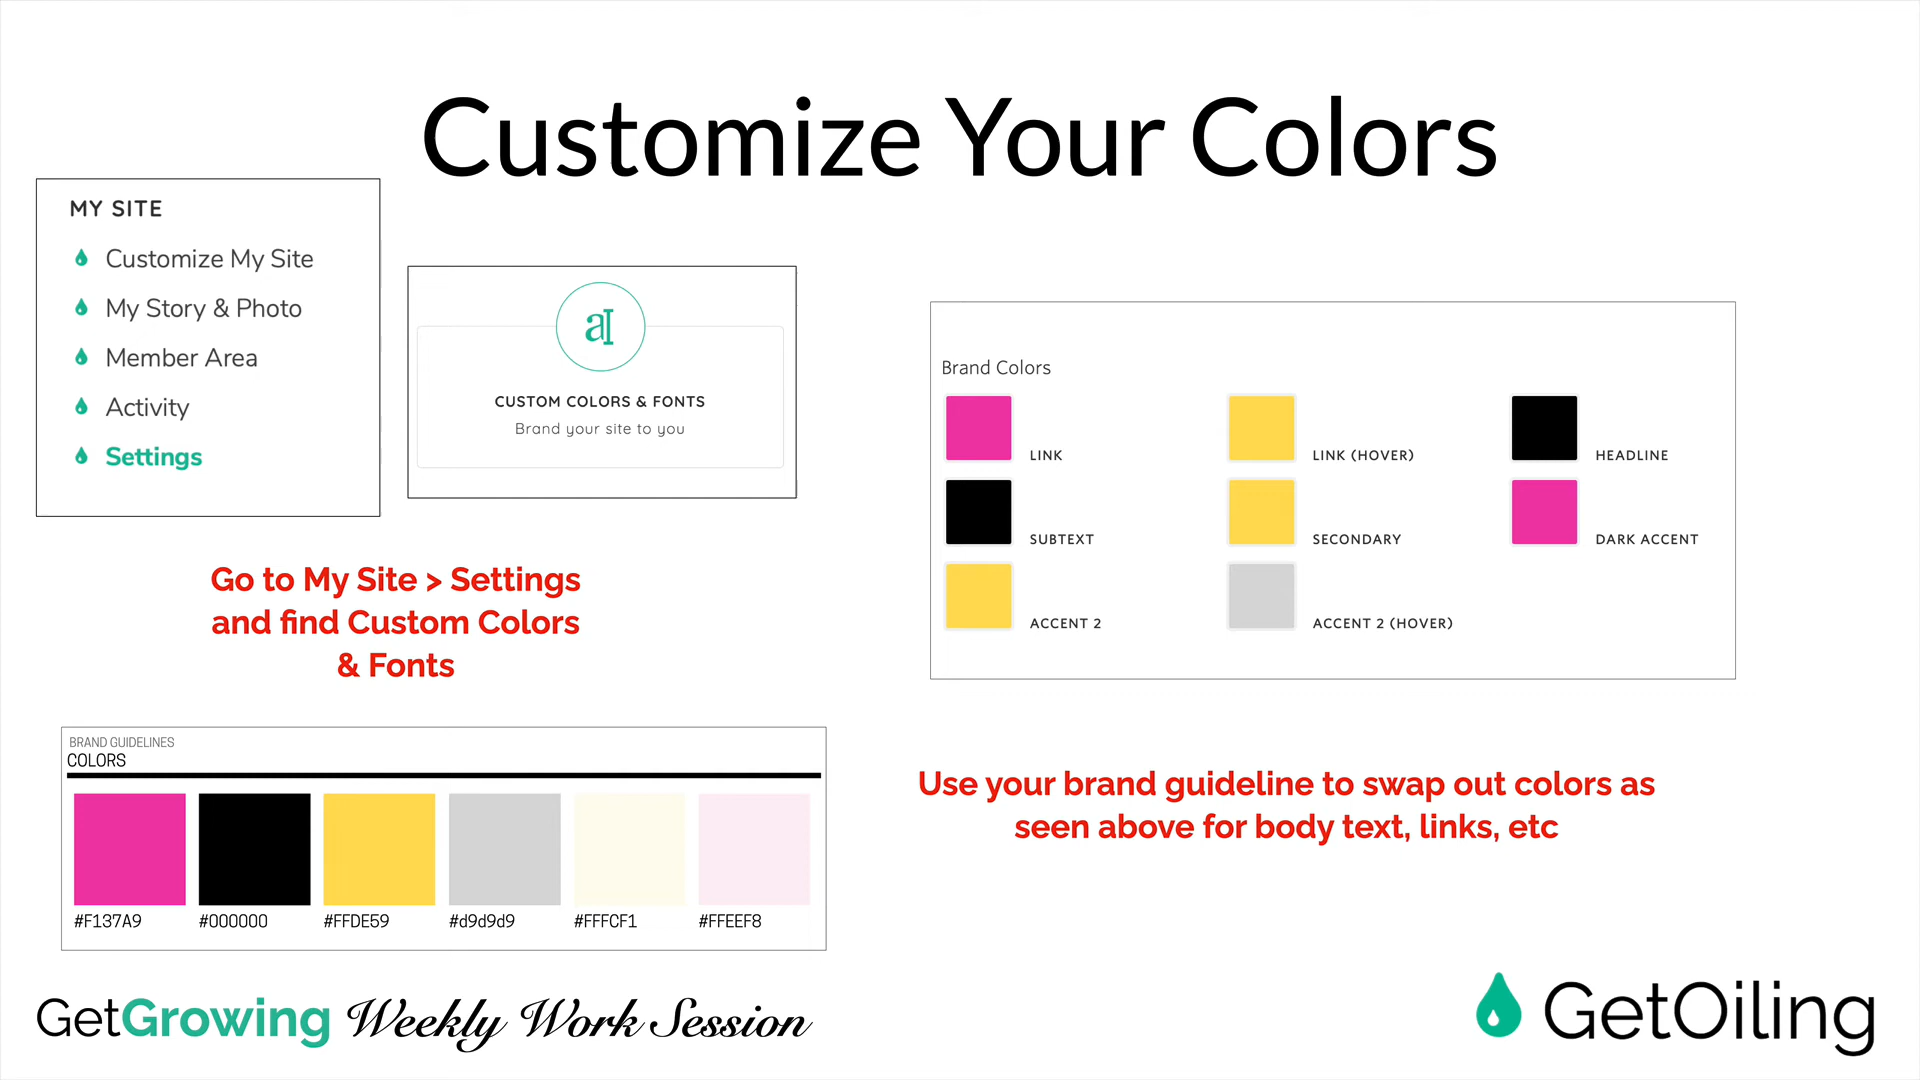 Customize Your Colors
MY SITE
Customize My Site
My Story & Photo
Member Area
Activity
Settings
aI
CUSTOM COLORS & FONTS
Brand your site to you
Go to My Site > Settings
and find Custom Colors
& Fonts
Brand Colors
LINK
LINK (HOVER)
HEADLINE
SUBTEXT
SECONDARY
DARK ACCENT
ACCENT 2
ACCENT 2 (HOVER)
BRAND GUIDELINES
COLORS
#F137A9
#000000
#FFDE59
#d9d9d9
#FFFCF1
#FFEEF8
Use your brand guideline to swap out colors as
seen above for body text, links, etc
GetGrowing Weekly Work Session
GetOiling